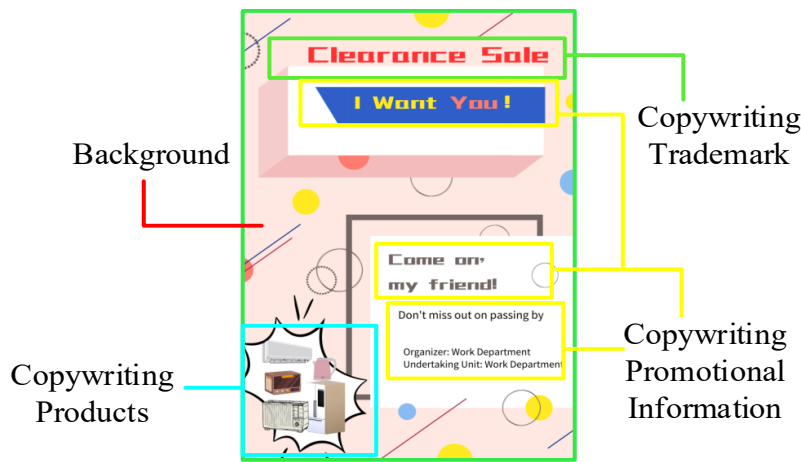 Clearance Sale
I Want You!
Copywriting
Trademark
Background
Come on,
my friend!
Don't miss out on passing by
Organizer: Work Department
Undertaking Unit: Work Department
Copywriting
Products
Copywriting
Promotional
Information